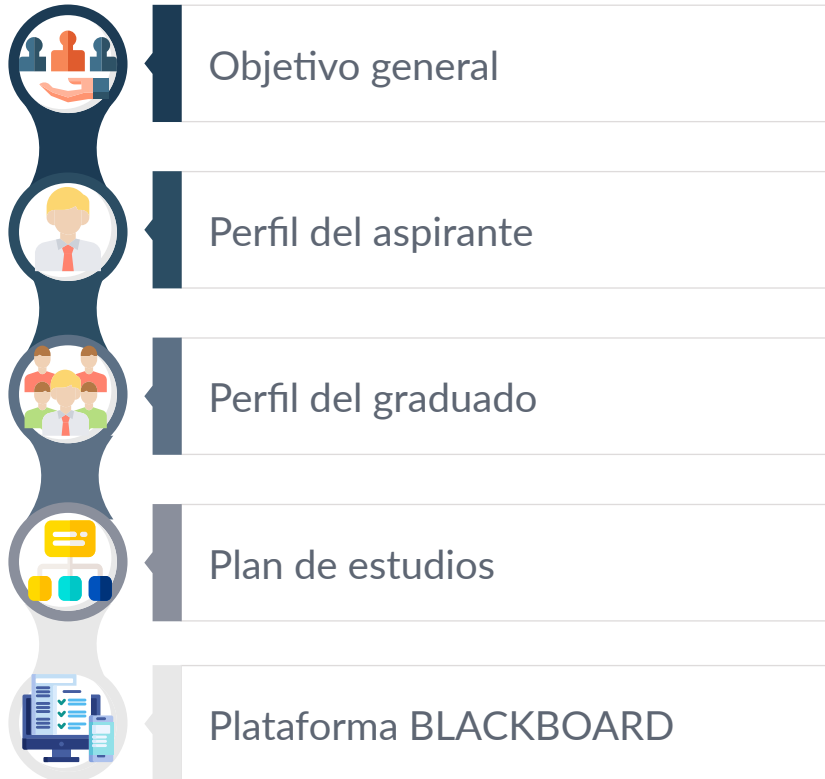 Objetivo general
Perfil del aspirante
Perfil del graduado
Plan de estudios
Plataforma BLACKBOARD